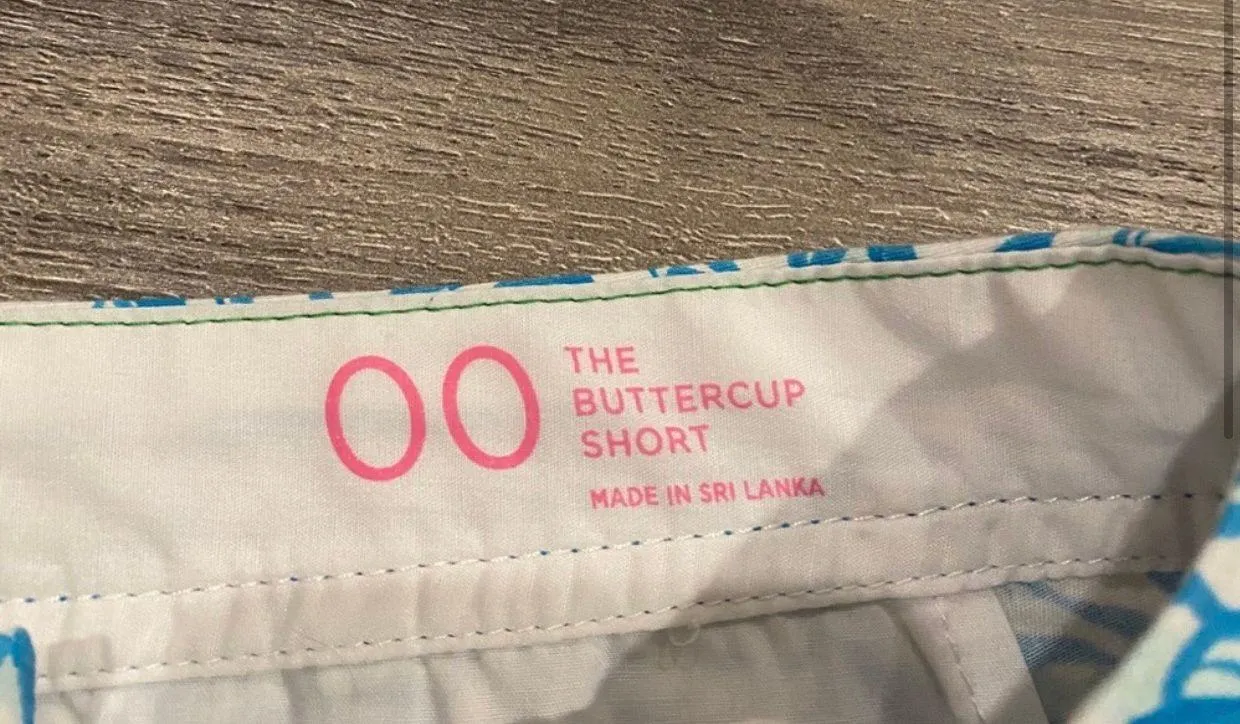 00
THE
BUTTERCUP
SHORT
MADE IN SRI LANKA